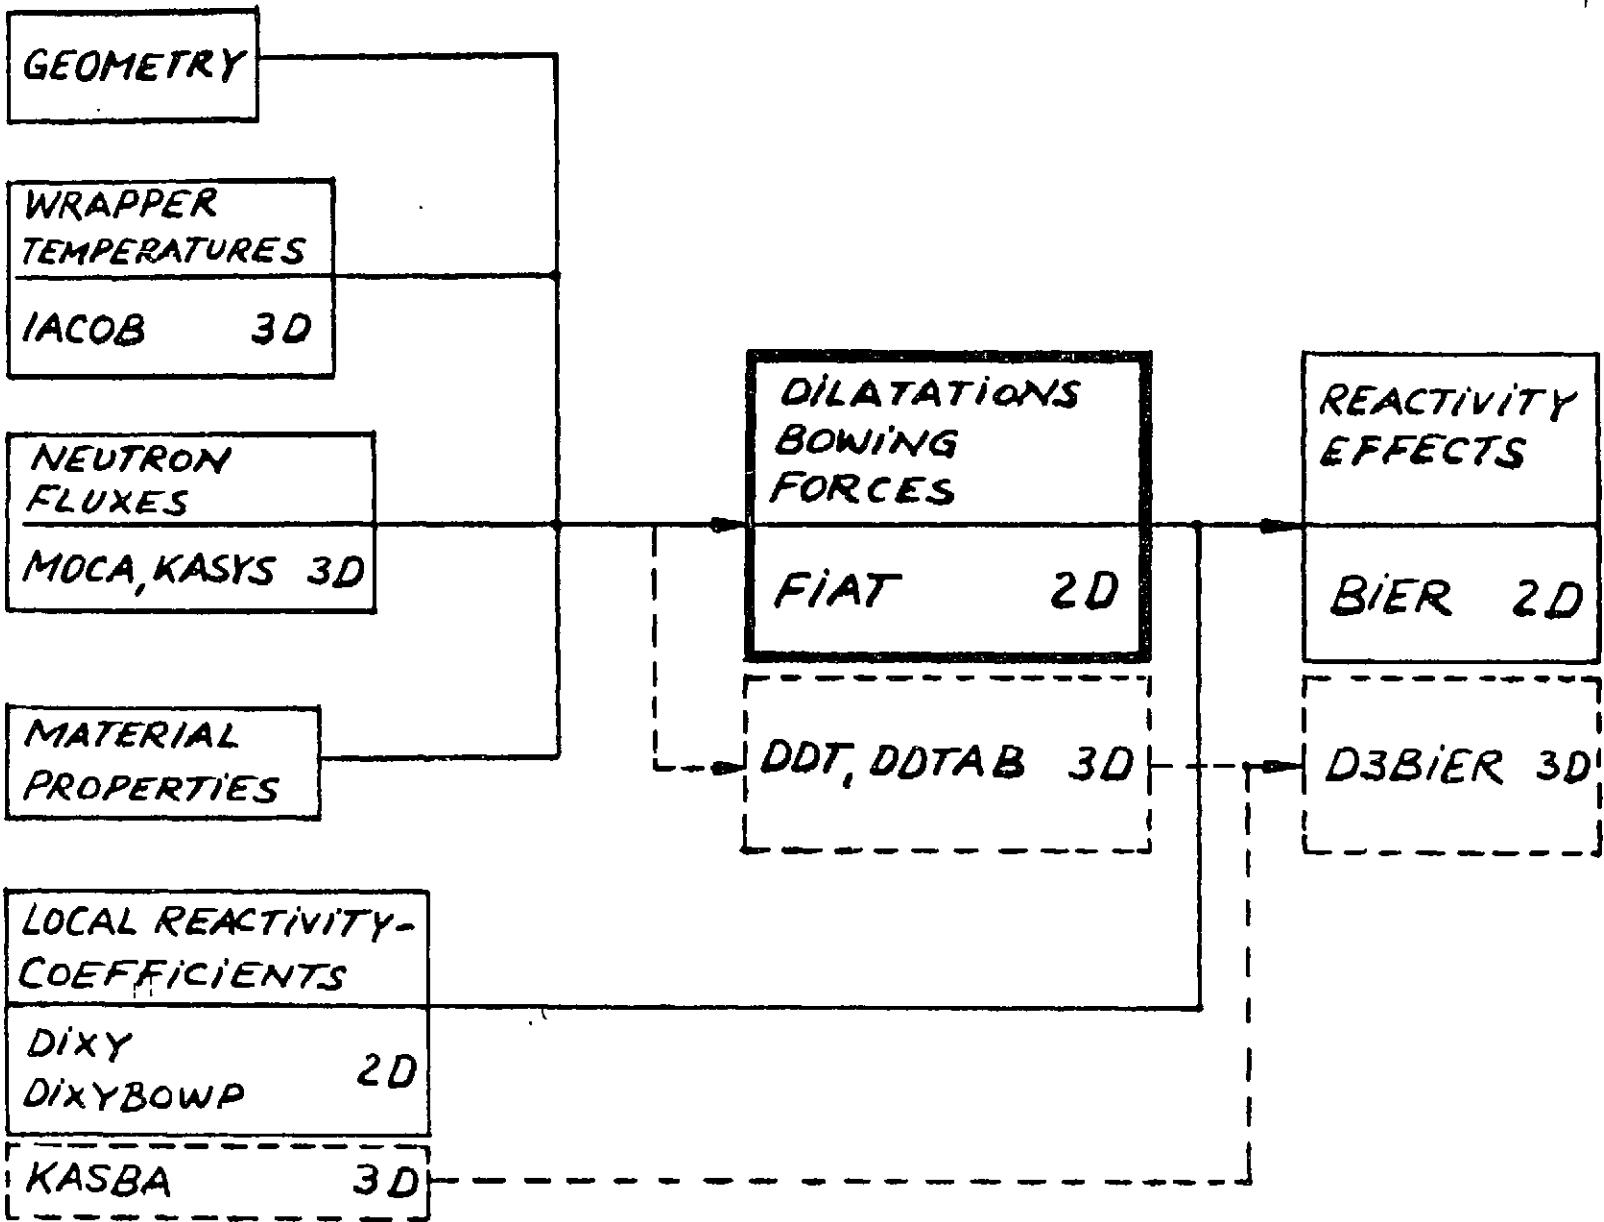 GEOMETRY
WRAPPER
TEMPERATURES
IACOB 3D
NEUTRON
FLUXES
MOCA, KASYS 3D
MATERIAL
PROPERTiES
LOCAL REACTiViTY-
COEFFiCiENTS
DiXY
DiXYBOWP 2D
KASBA 3D
DiLATATiONS
BOWiNG
FORCES
FiAT 2D
DDT, DDTAB 3D
REACTiViTY
EFFECTS
BiER 2D
D3BiER 3D